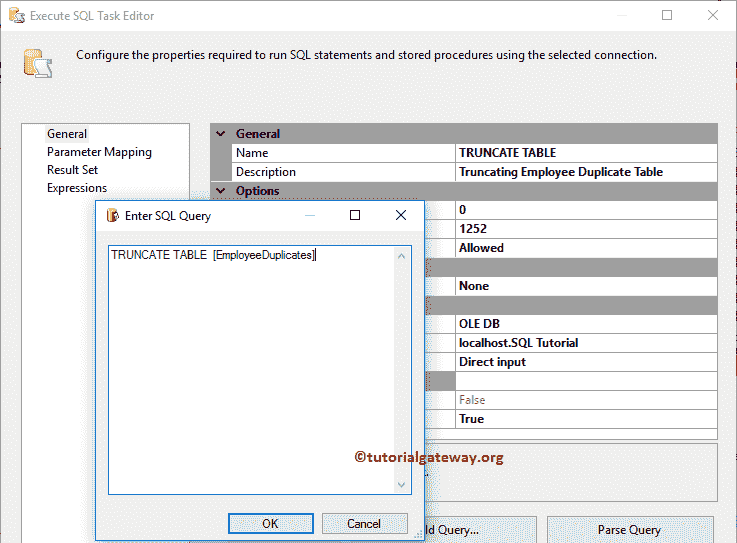 Execute SQL Task Editor
Configure the properties required to run SQL statements and stored procedures using the selected connection.
General
Parameter Mapping
Result Set
Expressions
General
Name TRUNCATE TABLE
Description Truncating Employee Duplicate Table
Options
0
1252
Allowed
None
OLE DB
localhost.SQL Tutorial
Direct input
False
True
Enter SQL Query
TRUNCATE TABLE [EmployeeDuplicates]
OK
Cancel
©tutorialgateway.org
Query...
Parse Query